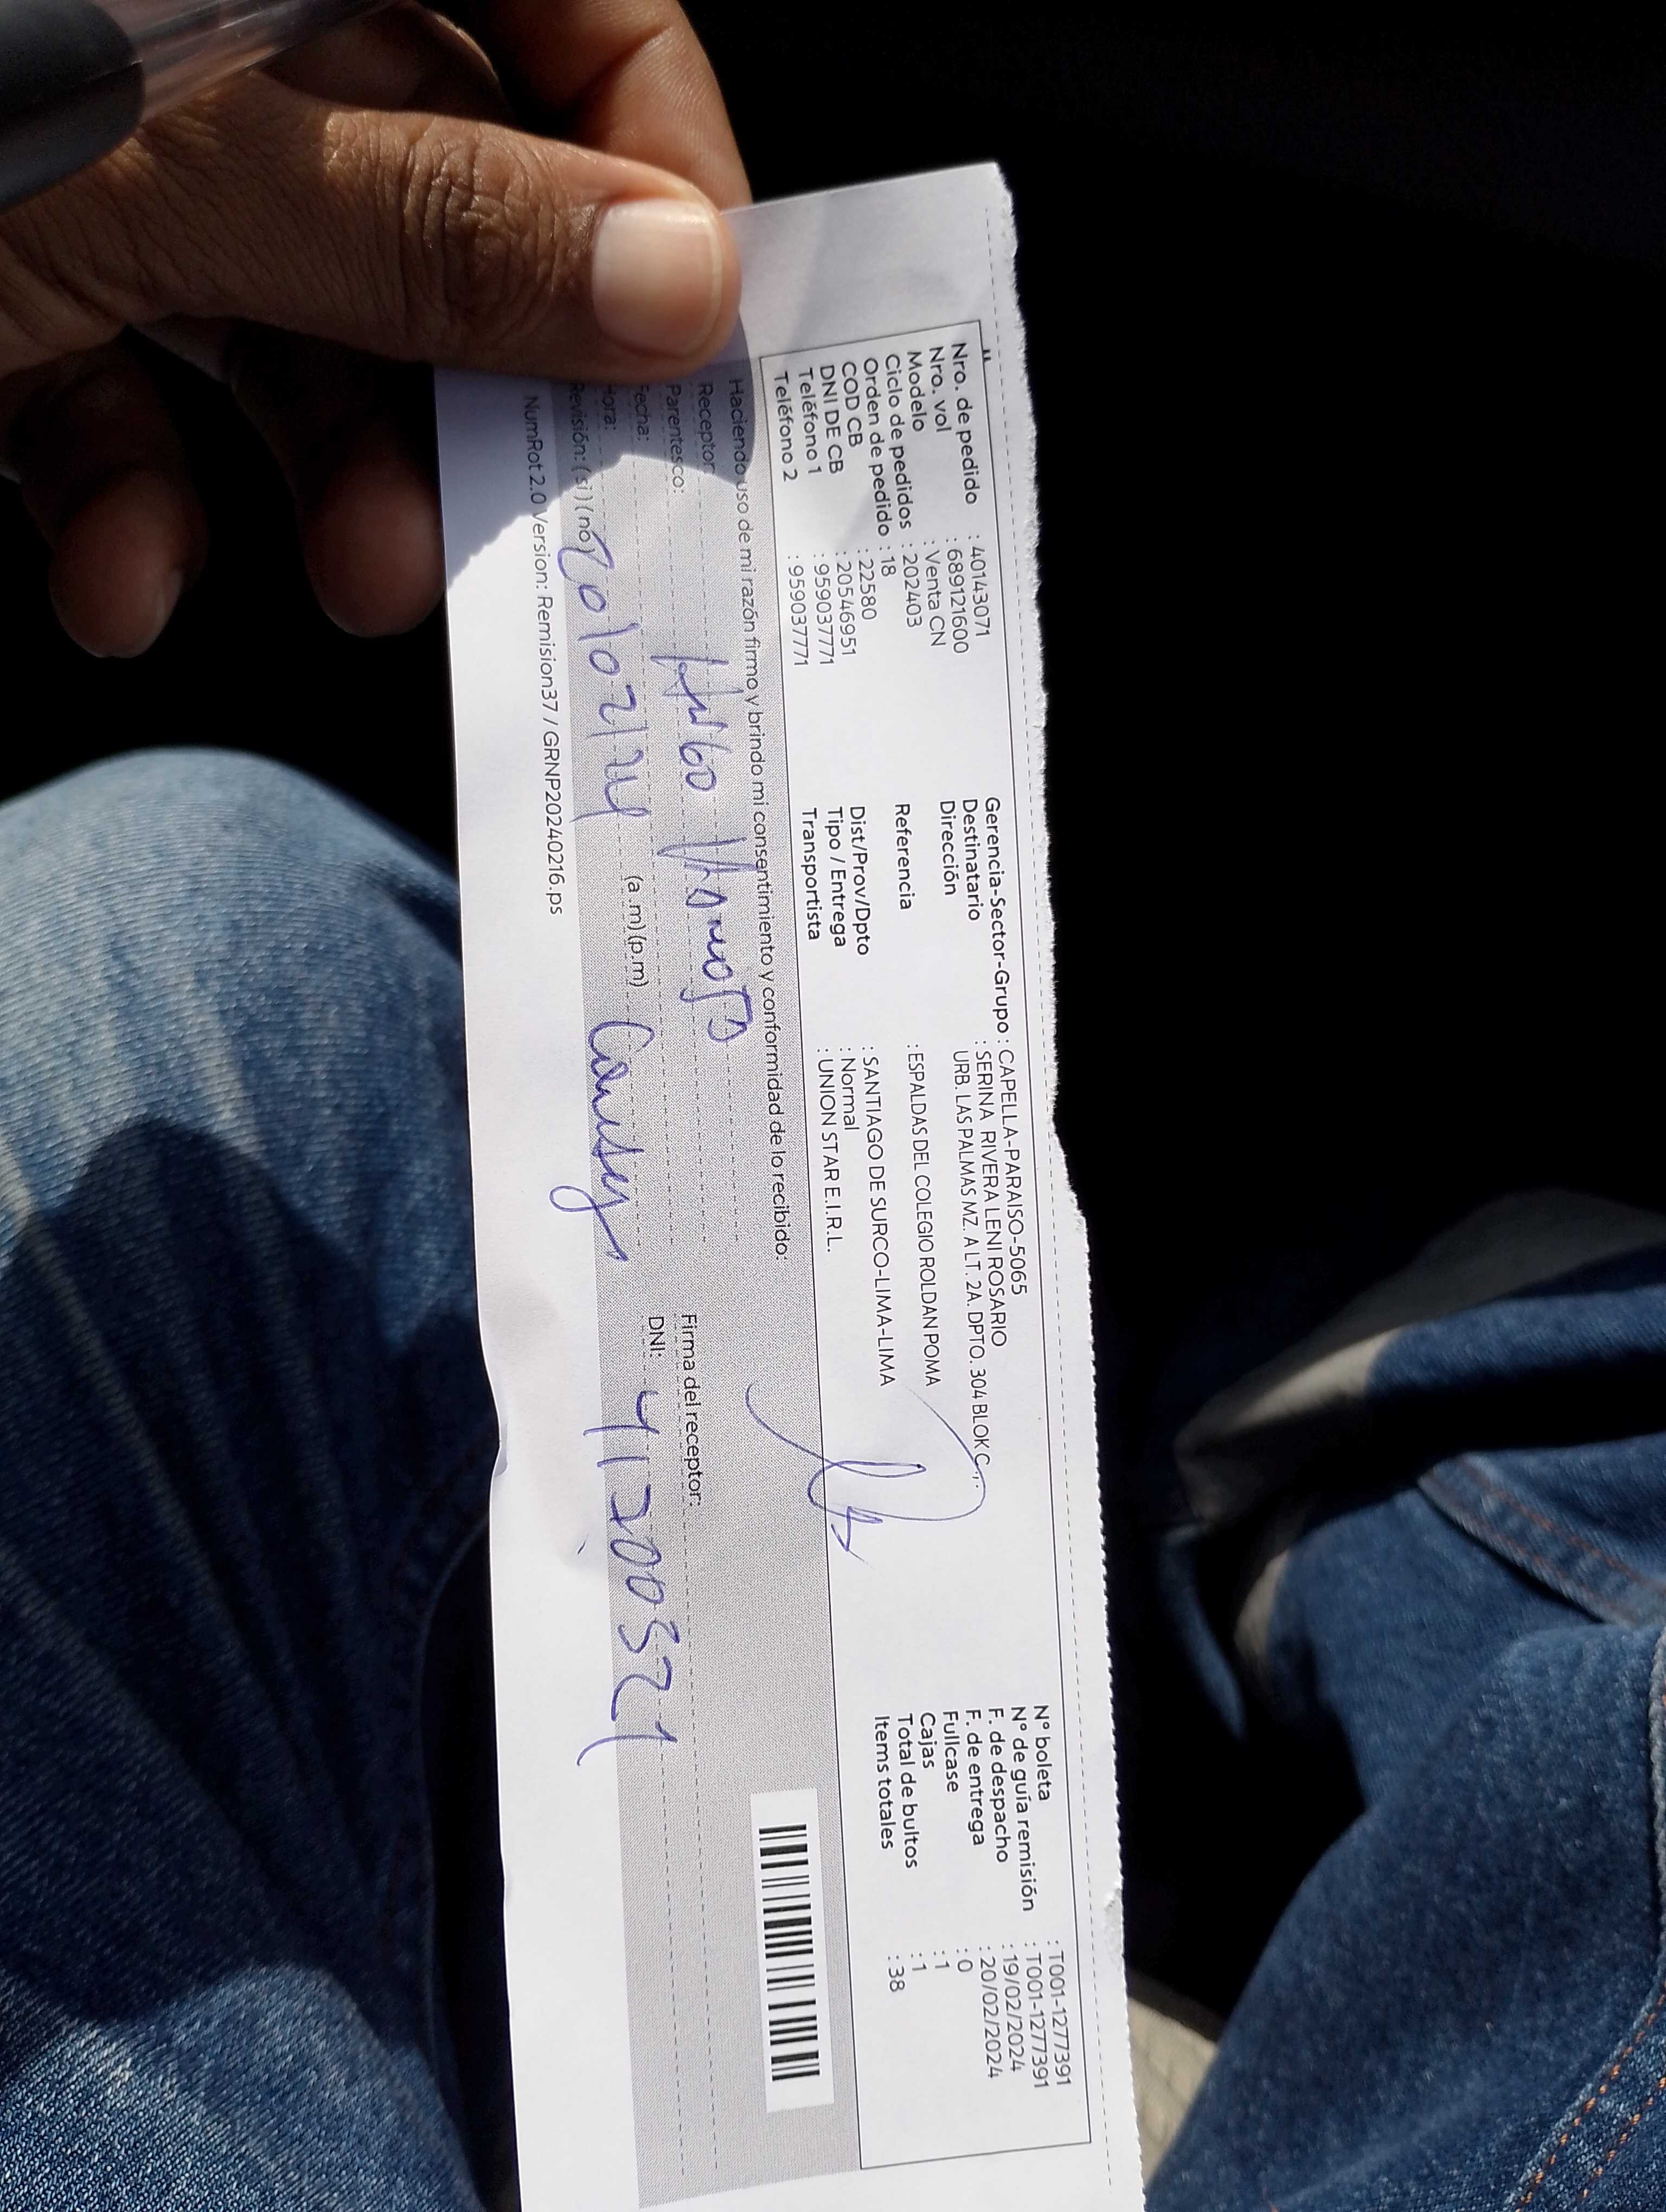 Nro. de pedido : 40143071
Nro. vol : 689121600
Modelo : Venta CN
Ciclo de pedidos : 202403
Orden de pedido : 18
COD CB : 22580
DNI DE CB : 20546951
Teléfono 1 : 959037771
Teléfono 2 : 959037771
Gerencia-Sector-Grupo : CAPELLA-PARAISO-5065
Destinatario : SERINA RIVERA LENI ROSARIO
Dirección URB. LAS PALMAS MZ. A LT. 2A. DPTO. 304 BLOK C.,.
Referencia : ESPALDAS DEL COLEGIO ROLDAN POMA
Dist/Prov/Dpto : SANTIAGO DE SURCO-LIMA-LIMA
Tipo / Entrega : Normal
Transportista : UNION STAR E.I.R.L.
N° boleta : T001-1277391
N° de guía remisión : T001-1277391
F. de despacho : 19/02/2024
F. de entrega : 20/02/2024
Fullcase : 0
Cajas : 1
Total de bultos : 1
Items totales : 38
Haciendo uso de mi razón firmo y brindo mi consentimiento y conformidad de lo recibido:
Receptor
Parentesco:
Fecha: 20/02/24
Hora: (a.m)(p.m)
Revisión: (si) (no)
Firma del receptor:
DNI: 41200321
NumRot 2.0 Version: Remision37 / GRNP20240216.ps